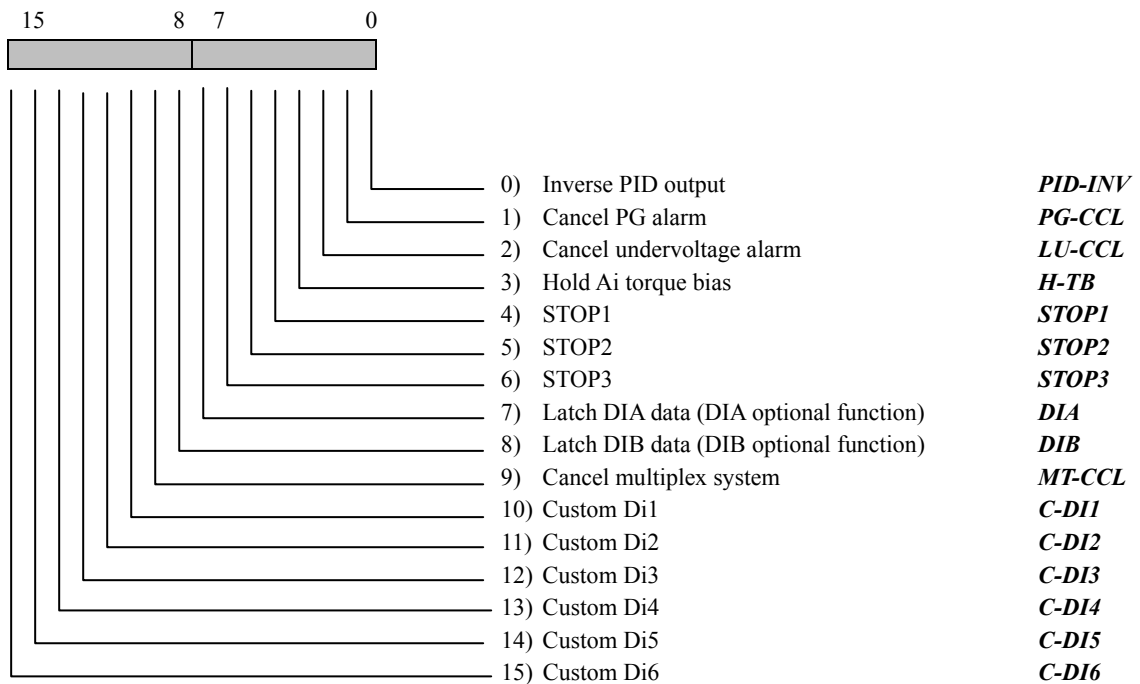 15 8 7 0
0) Inverse PID output PID-INV
1) Cancel PG alarm PG-CCL
2) Cancel undervoltage alarm LU-CCL
3) Hold Ai torque bias H-TB
4) STOP1 STOP1
5) STOP2 STOP2
6) STOP3 STOP3
7) Latch DIA data (DIA optional function) DIA
8) Latch DIB data (DIB optional function) DIB
9) Cancel multiplex system MT-CCL
10) Custom Di1 C-DI1
11) Custom Di2 C-DI2
12) Custom Di3 C-DI3
13) Custom Di4 C-DI4
14) Custom Di5 C-DI5
15) Custom Di6 C-DI6